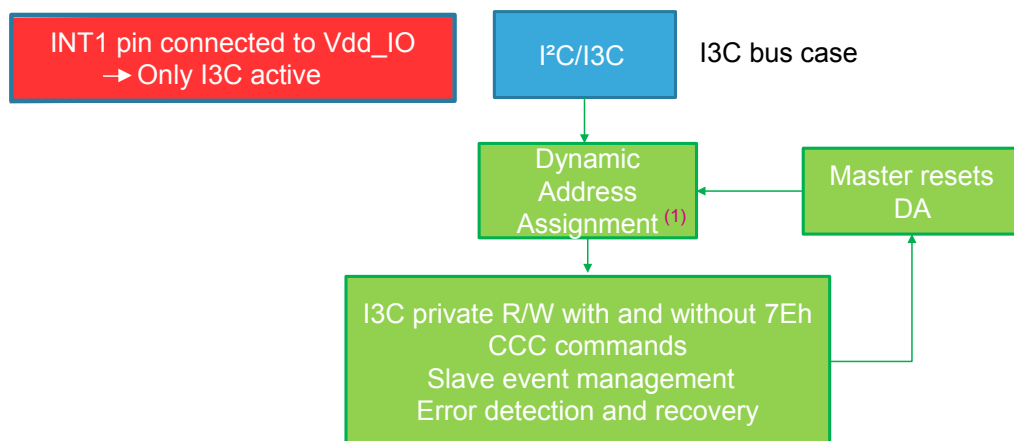 INT1 pin connected to Vdd_IO
→ Only I3C active
I²C/I3C
I3C bus case
Dynamic
Address
Assignment (1)
Master resets
DA
I3C private R/W with and without 7Eh
CCC commands
Slave event management
Error detection and recovery